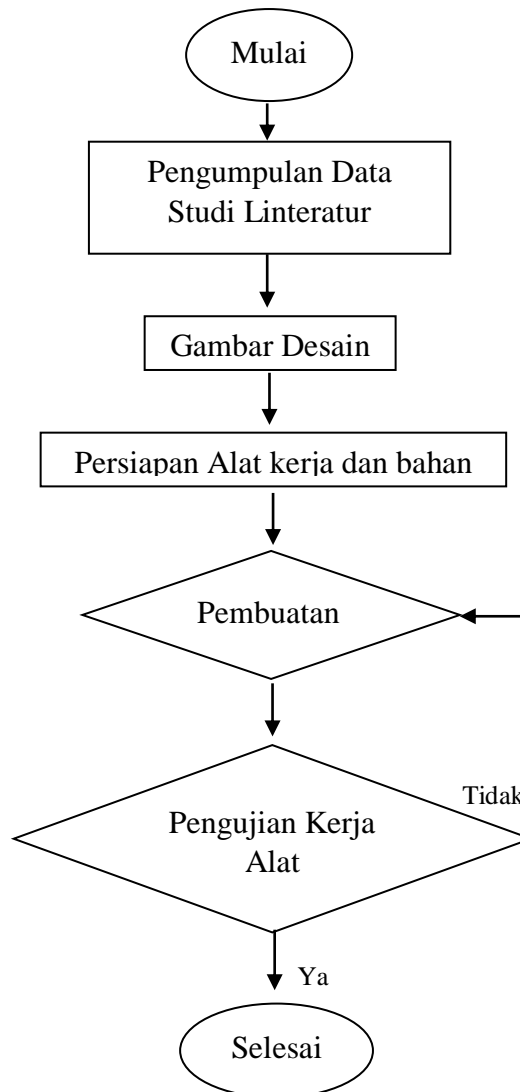 Mulai
Pengumpulan Data
Studi Linteratur
Gambar Desain
Persiapan Alat kerja dan bahan
Pembuatan
Tidak
Pengujian Kerja
Alat
Ya
Selesai